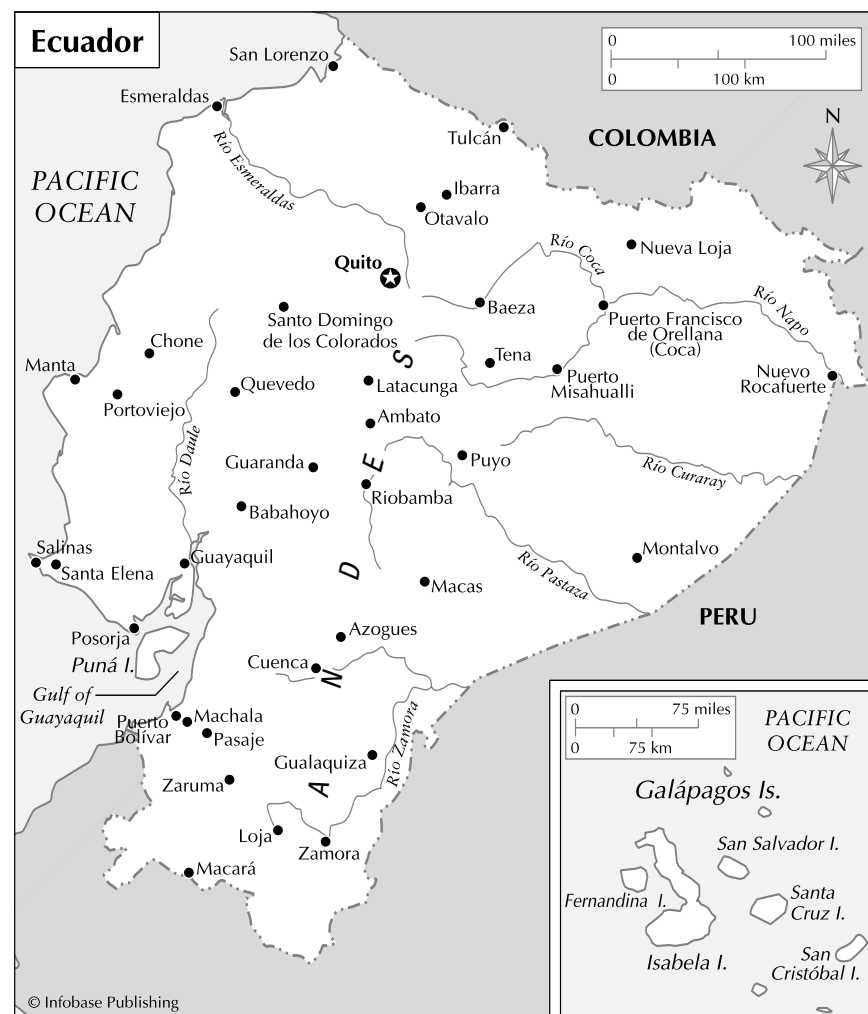 Ecuador
0 100 miles
0 100 km
N
San Lorenzo
Esmeraldas
Tulcán
COLOMBIA
Río Esmeraldas
PACIFIC
OCEAN
Ibarra
Otavalo
Río Coca
Nueva Loja
Quito
Baeza
Río Napo
Santo Domingo
de los Colorados
Puerto Francisco
de Orellana
(Coca)
Chone
Manta
Tena
Puerto
Misahualli
Nuevo
Rocafuerte
Quevedo
Latacunga
Portoviejo
Ambato
Río Daule
Guaranda
Puyo
Río Curaray
Riobamba
Babahoyo
Salinas
Santa Elena
Guayaquil
Montalvo
Río Pastaza
Macas
PERU
Posorja
Puná I.
Azogues
Cuenca
Gulf of
Guayaquil
Puerto
Bolívar
Machala
Pasaje
Río Zamora
Gualaquiza
Zaruma
A N D E S
Loja
Zamora
Macará
0 75 miles
0 75 km
PACIFIC
OCEAN
Galápagos Is.
San Salvador I.
Fernandina I.
Santa
Cruz I.
Isabela I.
San
Cristóbal I.
© Infobase Publishing